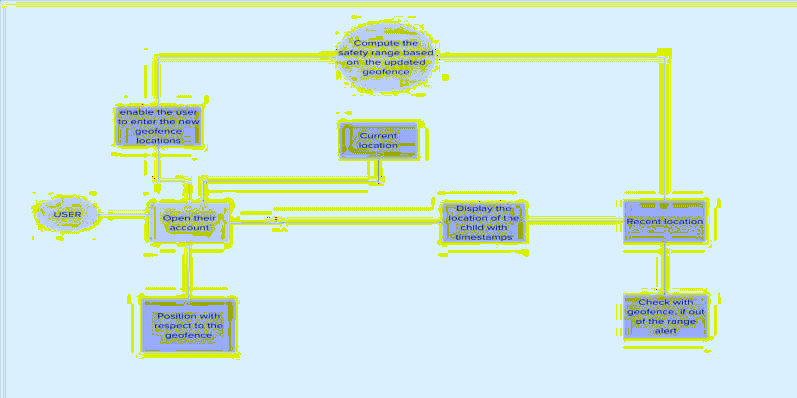 Compute the
safety range based
on the updated
geofence
enable the user
to enter the new
geofence
locations
Current
location
USER
Open their
account
Display the
location of the
child with
timestamps
Recent location
Position with
respect to the
geofence
Check with
geofence, if out
of the range
alert